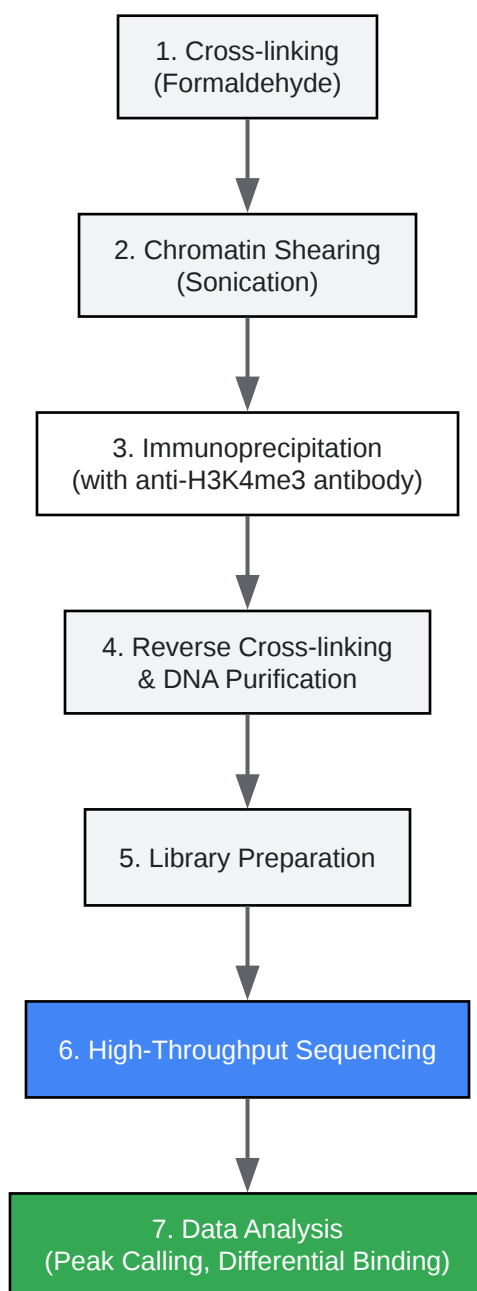 1. Cross-linking
(Formaldehyde)
2. Chromatin Shearing
(Sonication)
3. Immunoprecipitation
(with anti-H3K4me3 antibody)
4. Reverse Cross-linking
& DNA Purification
5. Library Preparation
6. High-Throughput Sequencing
7. Data Analysis
(Peak Calling, Differential Binding)